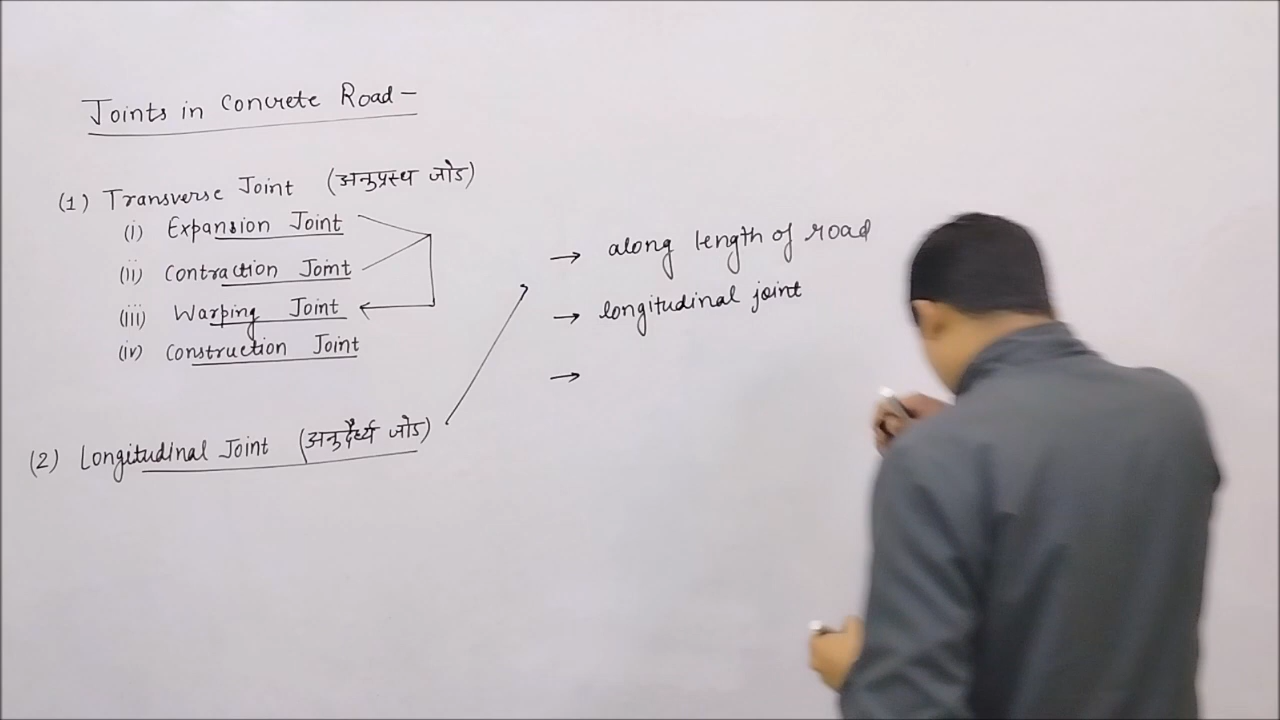 Joints in Concrete Road -
(1) Transverse Joint (अनुप्रस्थ जोड)
(i) Expansion Joint
(ii) Contraction Joint
(iii) Warping Joint
(iv) Construction Joint
(2) Longitudinal Joint (अनुदैर्ध्य जोड)
→ along length of road
→ longitudinal joint
→